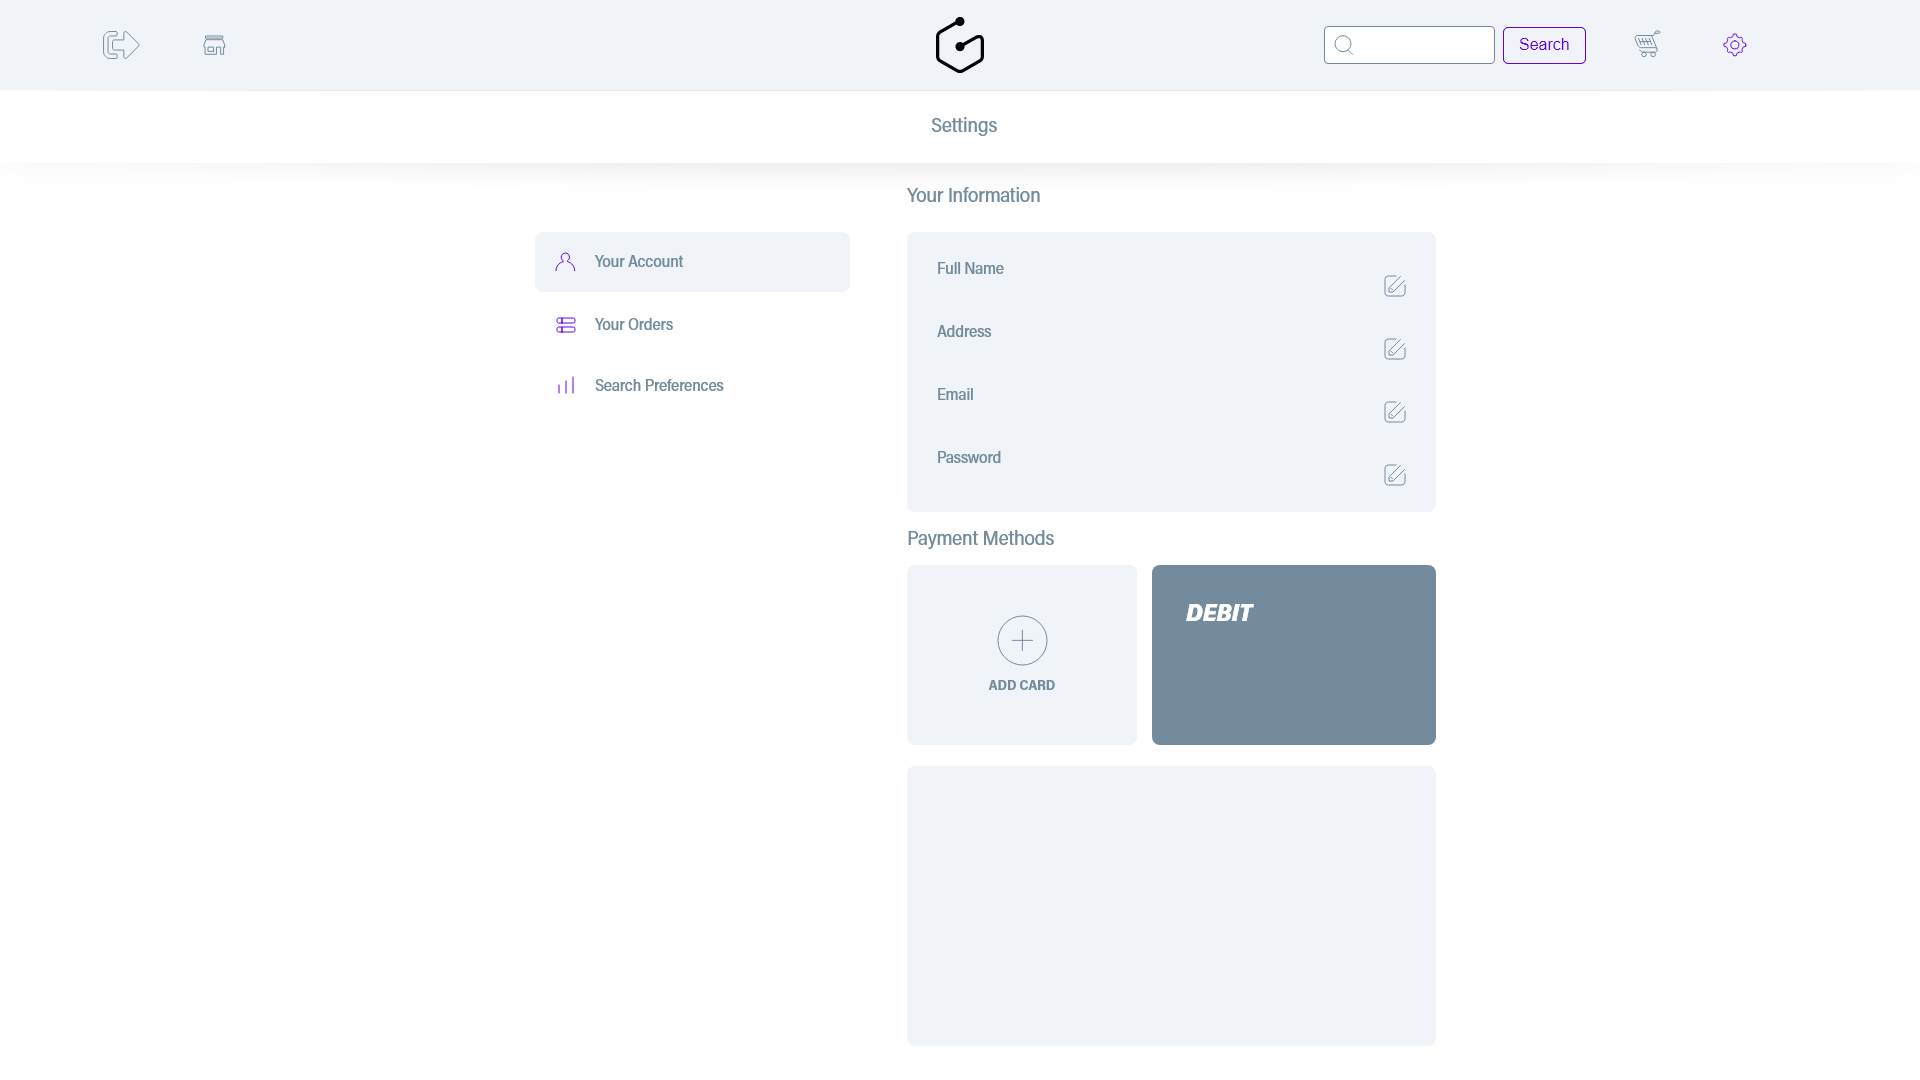 Search
Settings
Your Information
Your Account
Your Orders
Search Preferences
Full Name
Address
Email
Password
Payment Methods
ADD CARD
DEBIT